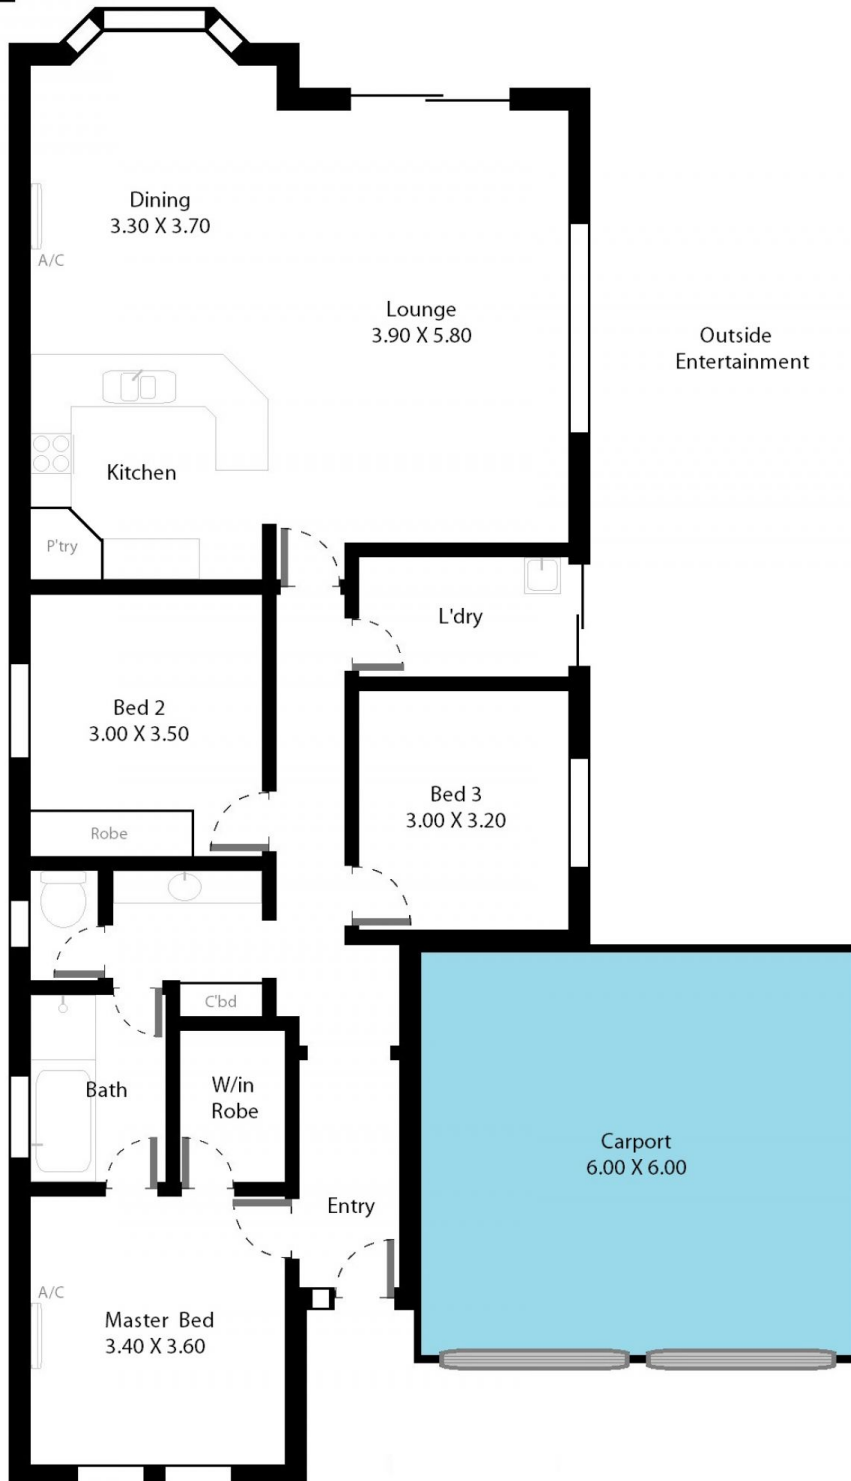 Dining
3.30 X 3.70
A/C
Lounge
3.90 X 5.80
Outside
Entertainment
Kitchen
P'try
L'dry
Bed 2
3.00 X 3.50
Bed 3
3.00 X 3.20
Robe
C'bd
Bath
W/in
Robe
Carport
6.00 X 6.00
Entry
A/C
Master Bed
3.40 X 3.60